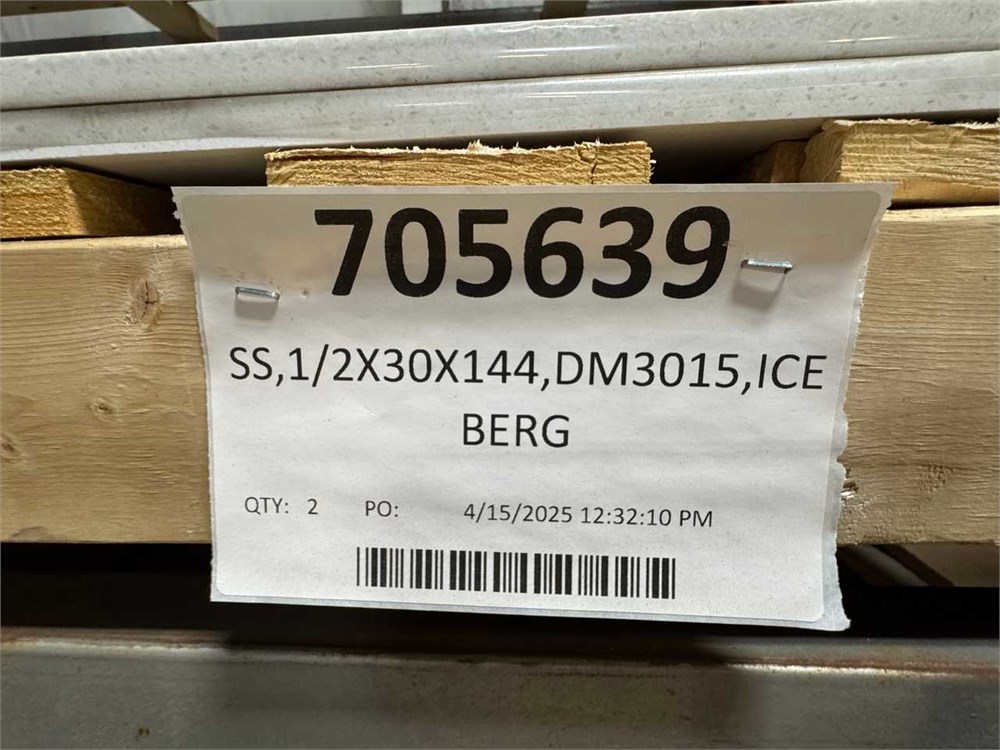 705639
SS,1/2X30X144,DM3015,ICE
BERG
QTY: 2 PO: 4/15/2025 12:32:10 PM